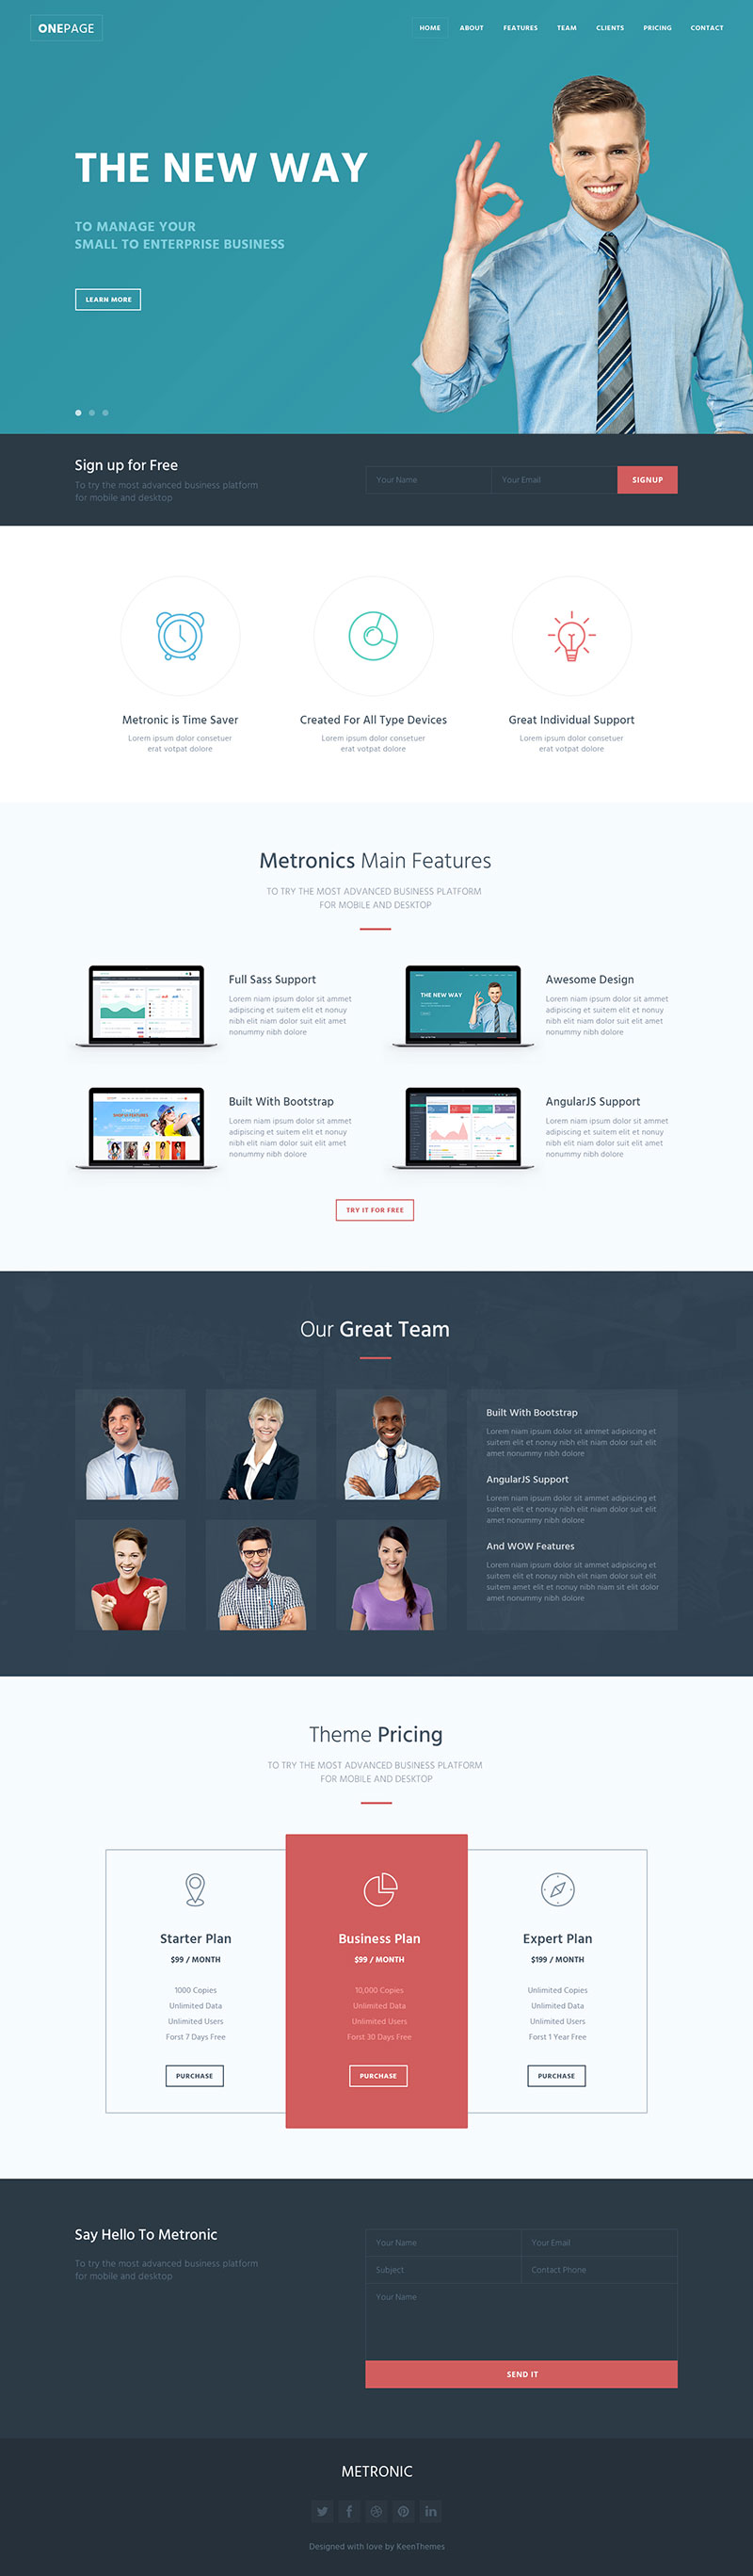 ONEPAGE
HOME ABOUT FEATURES TEAM CLIENTS PRICING CONTACT
THE NEW WAY
TO MANAGE YOUR
SMALL TO ENTERPRISE BUSINESS
LEARN MORE
Sign up for Free
To try the most advanced business platform
for mobile and desktop
Your Name Your Email SIGNUP
Metronic is Time Saver
Lorem ipsum dolor consetuer
erat votpat dolore
Created For All Type Devices
Lorem ipsum dolor consetuer
erat votpat dolore
Great Individual Support
Lorem ipsum dolor consetuer
erat votpat dolore
Metronics Main Features
TO TRY THE MOST ADVANCED BUSINESS PLATFORM
FOR MOBILE AND DESKTOP
Full Sass Support
Lorem niam ipsum dolor sit ammet
adipiscing et suitem elit et nonuy
nibh elit niam dolor suit elit amet
nonummy nibh dolore
THE NEW WAY
Awesome Design
Lorem niam ipsum dolor sit ammet
adipiscing et suitem elit et nonuy
nibh elit niam dolor suit elit amet
nonummy nibh dolore
Built With Bootstrap
Lorem niam ipsum dolor sit ammet
adipiscing et suitem elit et nonuy
nibh elit niam dolor suit elit amet
nonummy nibh dolore
AngularJS Support
Lorem niam ipsum dolor sit ammet
adipiscing et suitem elit et nonuy
nibh elit niam dolor suit elit amet
nonummy nibh dolore
TRY IT FOR FREE
Our Great Team
Built With Bootstrap
Lorem niam ipsum dolor sit ammet adipiscing et
suitem elit et nonuy nibh elit niam dolor suit elit
amet nonummy nibh dolore
AngularJS Support
Lorem niam ipsum dolor sit ammet adipiscing et
suitem elit et nonuy nibh elit niam dolor suit elit
amet nonummy nibh dolore
And WOW Features
Lorem niam ipsum dolor sit ammet adipiscing et
suitem elit et nonuy nibh elit niam dolor suit elit
suitem amet elit et nonuy nibh niam sit elit dolor
amet nonummy nibh dolore
Theme Pricing
TO TRY THE MOST ADVANCED BUSINESS PLATFORM
FOR MOBILE AND DESKTOP
Starter Plan
$99 / MONTH
1000 Copies
Unlimited Data
Unlimited Users
Forst 7 Days Free
PURCHASE
Business Plan
$99 / MONTH
10,000 Copies
Unlimited Data
Unlimited Users
Forst 30 Days Free
PURCHASE
Expert Plan
$199 / MONTH
Unlimited Copies
Unlimited Data
Unlimited Users
Forst 1 Year Free
PURCHASE
Say Hello To Metronic
To try the most advanced business platform
for mobile and desktop
Your Name Your Email
Subject Contact Phone
Your Name
SEND IT
METRONIC
Designed with love by KeenThemes